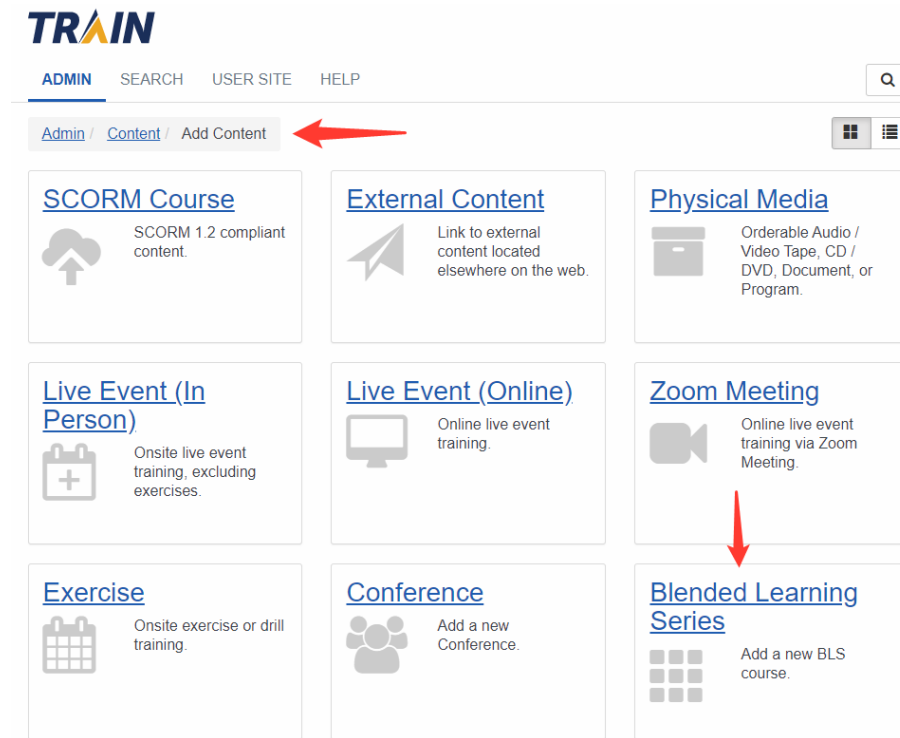 TRAIN
ADMIN SEARCH USER SITE HELP
Admin / Content / Add Content
SCORM Course
SCORM 1.2 compliant
content.
External Content
Link to external
content located
elsewhere on the web.
Physical Media
Orderable Audio /
Video Tape, CD /
DVD, Document, or
Program.
Live Event (In
Person)
Onsite live event
training, excluding
exercises.
Live Event (Online)
Online live event
training.
Zoom Meeting
Online live event
training via Zoom
Meeting.
Exercise
Onsite exercise or drill
training.
Conference
Add a new
Conference.
Blended Learning
Series
Add a new BLS
course.